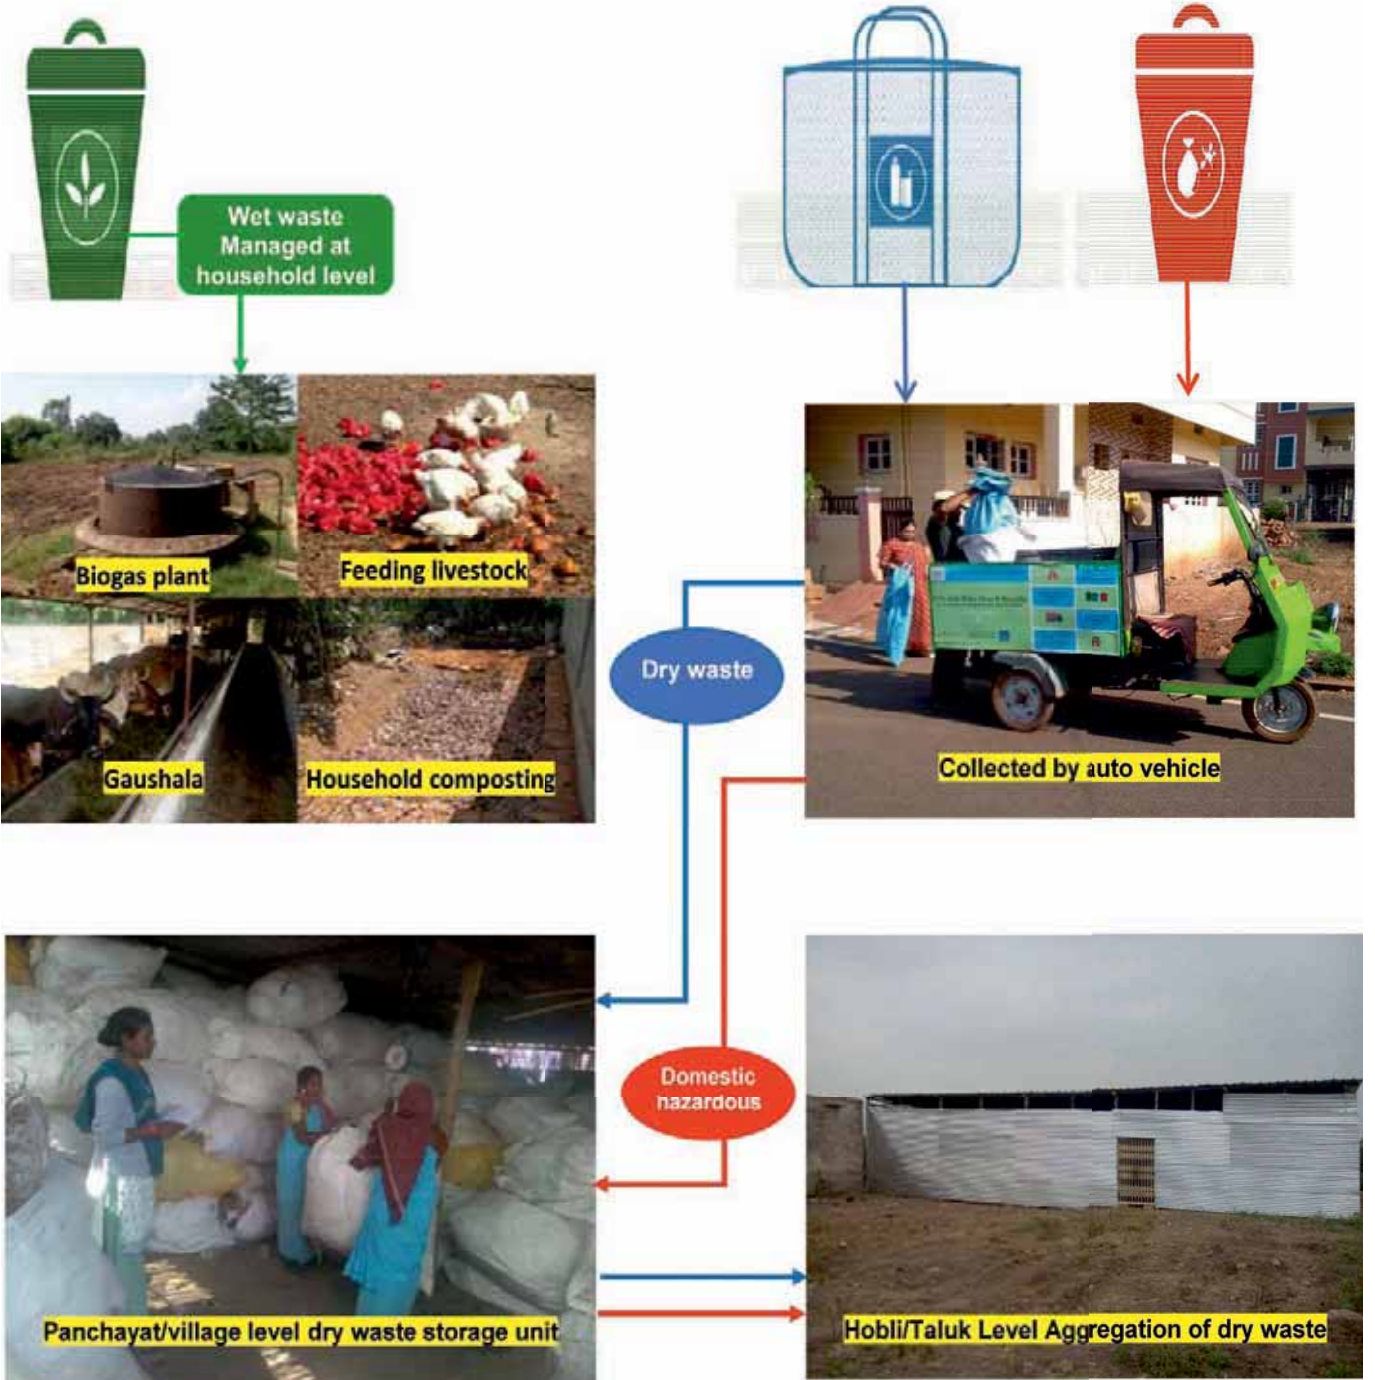 Wet waste
Managed at
household level
Biogas plant
Feeding livestock
Gaushala
Household composting
Dry waste
Collected by auto vehicle
Domestic
hazardous
Panchayat/village level dry waste storage unit
Hobli/Taluk Level Aggregation of dry waste